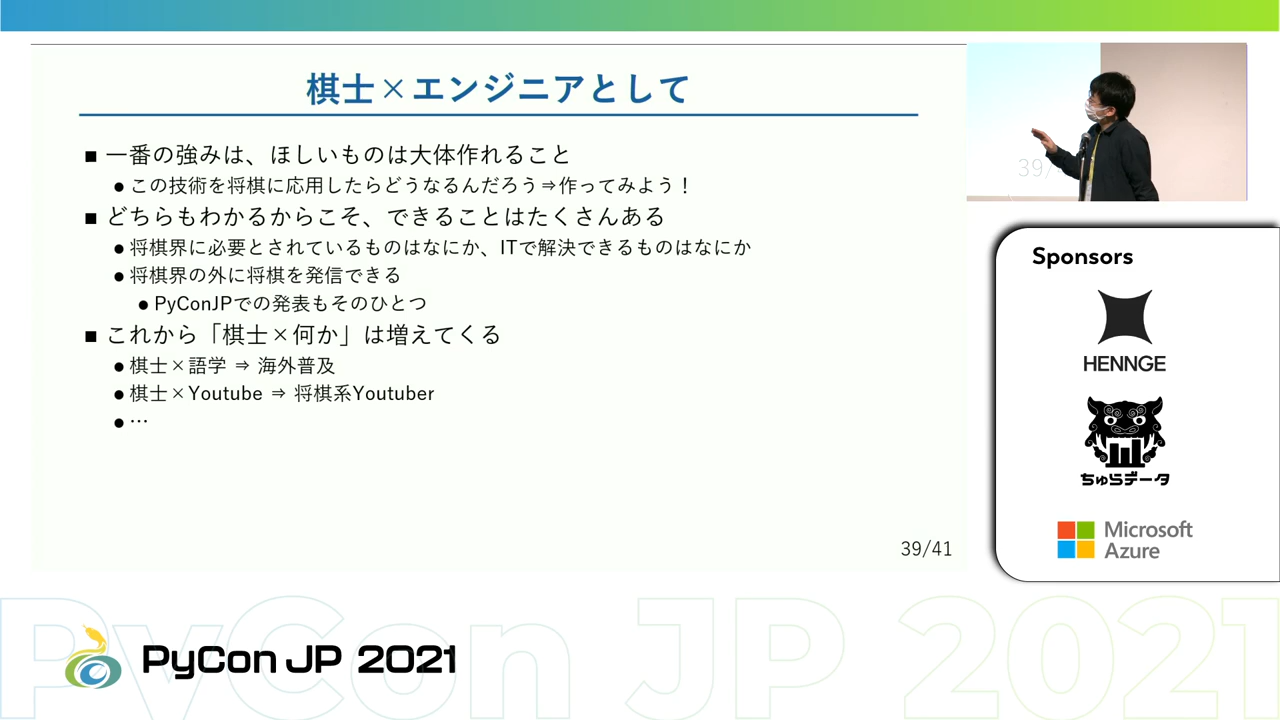 棋士×エンジニアとして
■ 一番の強みは、ほしいものは大体作れること
● この技術を将棋に応用したらどうなるんだろう⇒作ってみよう！
■ どちらもわかるからこそ、できることはたくさんある
● 将棋界に必要とされているものはなにか、ITで解決できるものはなにか
● 将棋界の外に将棋を発信できる
● PyConJPでの発表もそのひとつ
■ これから「棋士×何か」は増えてくる
● 棋士×語学 ⇒ 海外普及
● 棋士×Youtube ⇒ 将棋系Youtuber
● …
39/41
39/
Sponsors
HENNGE
ちゅらデータ
Microsoft
Azure
PyCon JP 2021
PyCon JP 2021